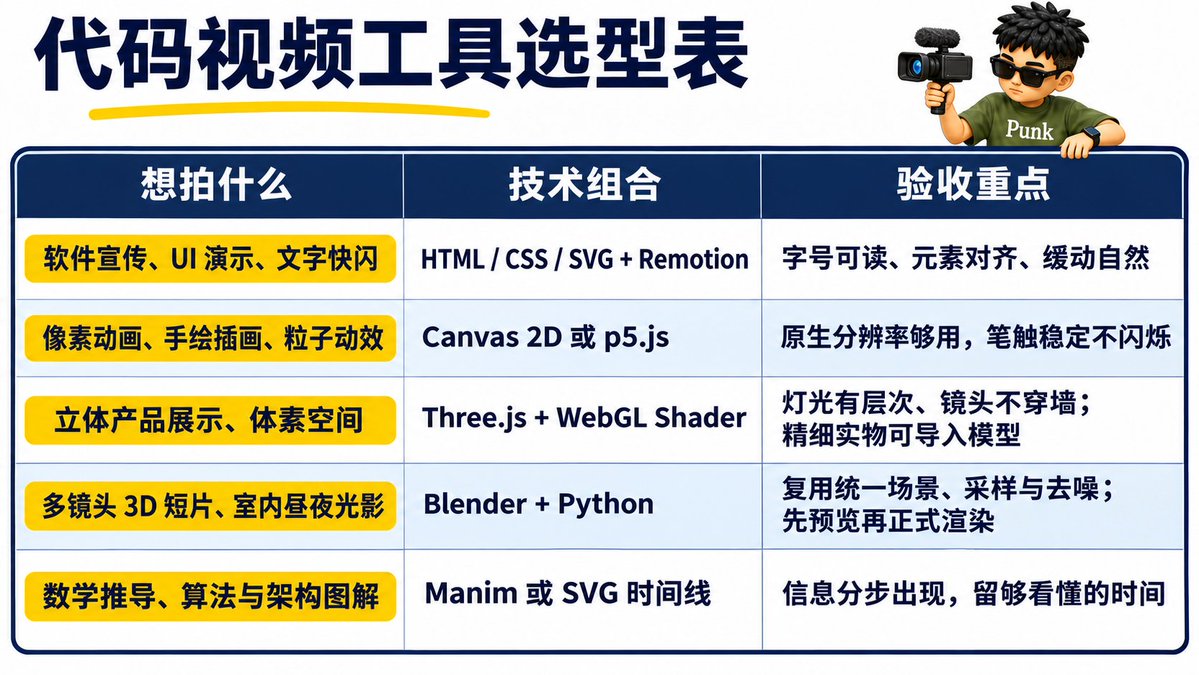 代码视频工具选型表
Punk
想拍什么 技术组合 验收重点
软件宣传、UI 演示、文字快闪 HTML / CSS / SVG + Remotion 字号可读、元素对齐、缓动自然
像素动画、手绘插画、粒子动效 Canvas 2D 或 p5.js 原生分辨率够用，笔触稳定不闪烁
立体产品展示、体素空间 Three.js + WebGL Shader 灯光有层次、镜头不穿墙；
精细实物可导入模型
多镜头 3D 短片、室内昼夜光影 Blender + Python 复用统一场景、采样与去噪；
先预览再正式渲染
数学推导、算法与架构图解 Manim 或 SVG 时间线 信息分步出现，留够看懂的时间